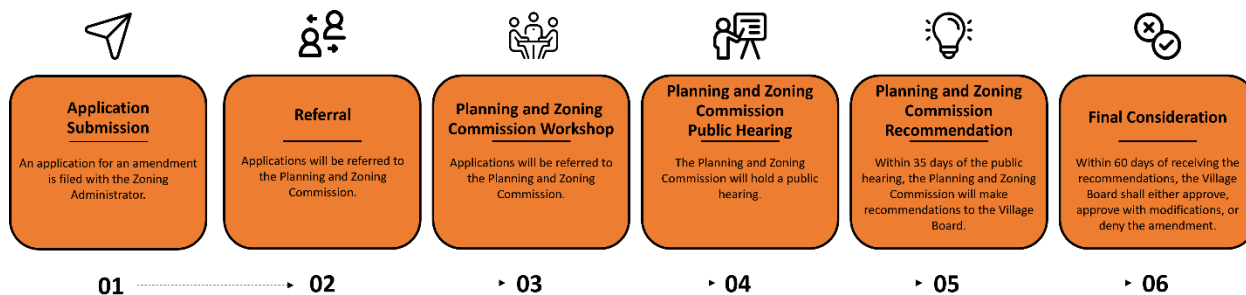 Application
Submission
An application for an amendment
is filed with the Zoning
Administrator.
Referral
Applications will be referred to
the Planning and Zoning
Commission.
Planning and Zoning
Commission Workshop
Applications will be referred to
the Planning and Zoning
Commission.
Planning and Zoning
Commission
Public Hearing
The Planning and Zoning
Commission will hold a public
hearing.
Planning and Zoning
Commission
Recommendation
Within 35 days of the public
hearing, the Planning and Zoning
Commission will make
recommendations to the Village
Board.
Final Consideration
Within 60 days of receiving the
recommendations, the Village
Board shall either approve,
approve with modifications, or
deny the amendment.
01
02
03
04
05
06